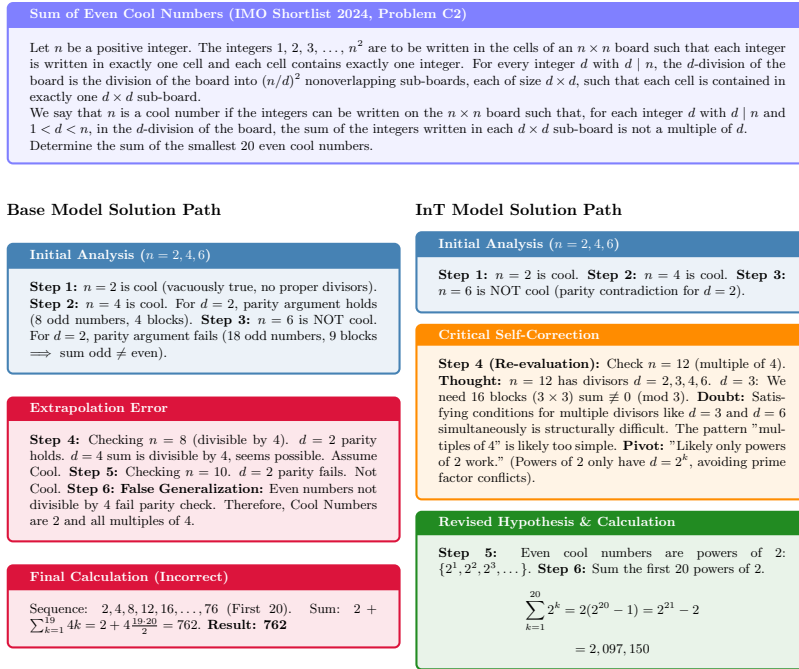 Sum of Even Cool Numbers (IMO Shortlist 2024, Problem C2)
Let n be a positive integer. The integers 1, 2, 3, …, n² are to be written in the cells of an n × n board such that each integer
is written in exactly one cell and each cell contains exactly one integer. For every integer d with d | n, the d-division of the
board is the division of the board into (n/d)² nonoverlapping sub-boards, each of size d × d, such that each cell is contained in
exactly one d × d sub-board.
We say that n is a cool number if the integers can be written on the n × n board such that, for each integer d with d | n and
1 < d < n, in the d-division of the board, the sum of the integers written in each d × d sub-board is not a multiple of d.
Determine the sum of the smallest 20 even cool numbers.
Base Model Solution Path
Initial Analysis (n = 2, 4, 6)
Step 1: n = 2 is cool (vacuously true, no proper divisors).
Step 2: n = 4 is cool. For d = 2, parity argument holds
(8 odd numbers, 4 blocks). Step 3: n = 6 is NOT cool.
For d = 2, parity argument fails (18 odd numbers, 9 blocks
⟹ sum odd ≠ even).
Extrapolation Error
Step 4: Checking n = 8 (divisible by 4). d = 2 parity
holds. d = 4 sum is divisible by 4, seems possible. Assume
Cool. Step 5: Checking n = 10. d = 2 parity fails. Not
Cool. Step 6: False Generalization: Even numbers not
divisible by 4 fail parity check. Therefore, Cool Numbers
are 2 and all multiples of 4.
Final Calculation (Incorrect)
Sequence: 2, 4, 8, 12, 16, …, 76 (First 20). Sum: 2 +
∑_{k=1}^{19} 4k = 2 + 4 19·20/2 = 762. Result: 762
InT Model Solution Path
Initial Analysis (n = 2, 4, 6)
Step 1: n = 2 is cool. Step 2: n = 4 is cool. Step 3:
n = 6 is NOT cool (parity contradiction for d = 2).
Critical Self-Correction
Step 4 (Re-evaluation): Check n = 12 (multiple of 4).
Thought: n = 12 has divisors d = 2, 3, 4, 6. d = 3: We
need 16 blocks (3 × 3) sum ≢ 0 (mod 3). Doubt: Satis-
fying conditions for multiple divisors like d = 3 and d = 6
simultaneously is structurally difficult. The pattern ”mul-
tiples of 4” is likely too simple. Pivot: ”Likely only powers
of 2 work.” (Powers of 2 only have d = 2ᵏ, avoiding prime
factor conflicts).
Revised Hypothesis & Calculation
Step 5: Even cool numbers are powers of 2:
{2¹, 2², 2³, …}. Step 6: Sum the first 20 powers of 2.
∑_{k=1}^{20} 2ᵏ = 2(2²⁰ − 1) = 2²¹ − 2
= 2, 097, 150